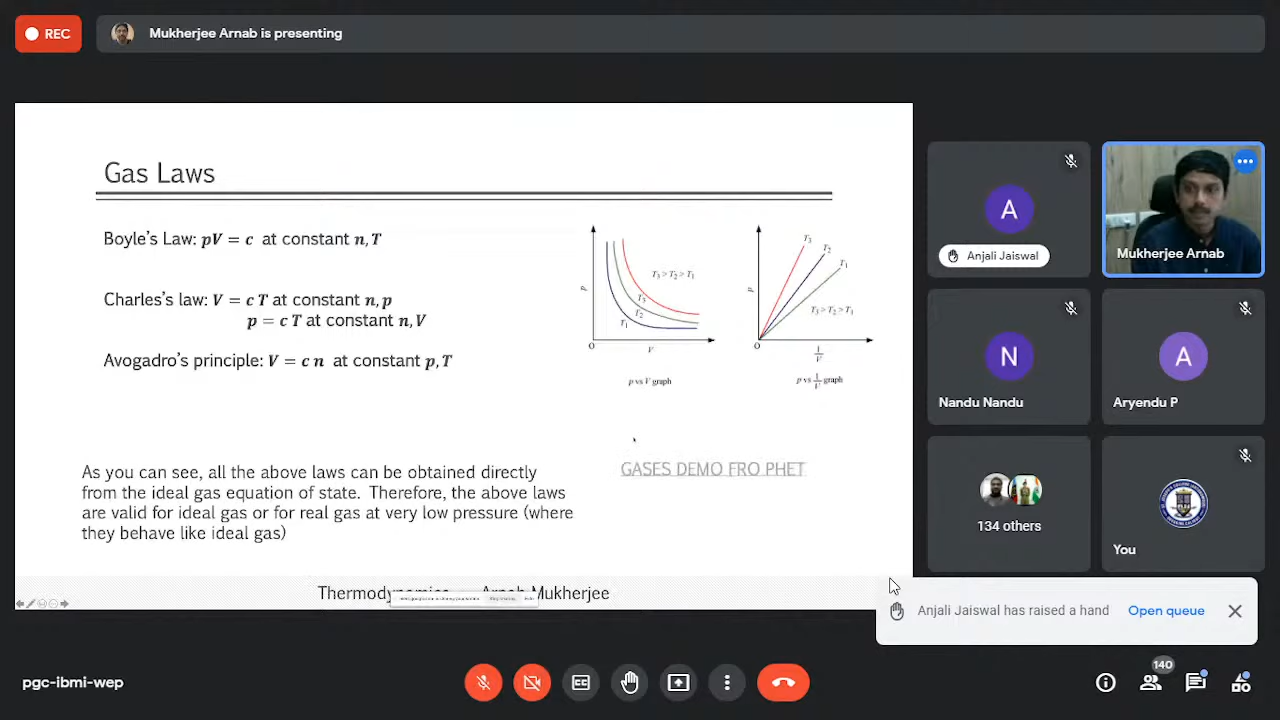 REC
Mukherjee Arnab is presenting
Gas Laws
Boyle's Law: pV = c at constant n, T
Charles's law: V = c T at constant n, p
p = c T at constant n, V
Avogadro's principle: V = c n at constant p, T
p
T₃ > T₂ > T₁
T₃
T₂
T₁
O
V
p vs V graph
p
T₃
T₂
T₁
T₃ > T₂ > T₁
O
1/V
p vs 1/V graph
As you can see, all the above laws can be obtained directly
from the ideal gas equation of state. Therefore, the above laws
are valid for ideal gas or for real gas at very low pressure (where
they behave like ideal gas)
GASES DEMO FRO PHET
Arnab Mukherjee
A
Anjali Jaiswal
Mukherjee Arnab
N
Nandu Nandu
A
Aryendu P
134 others
You
Anjali Jaiswal has raised a hand
Open queue
pgc-ibmi-wep
CC
140